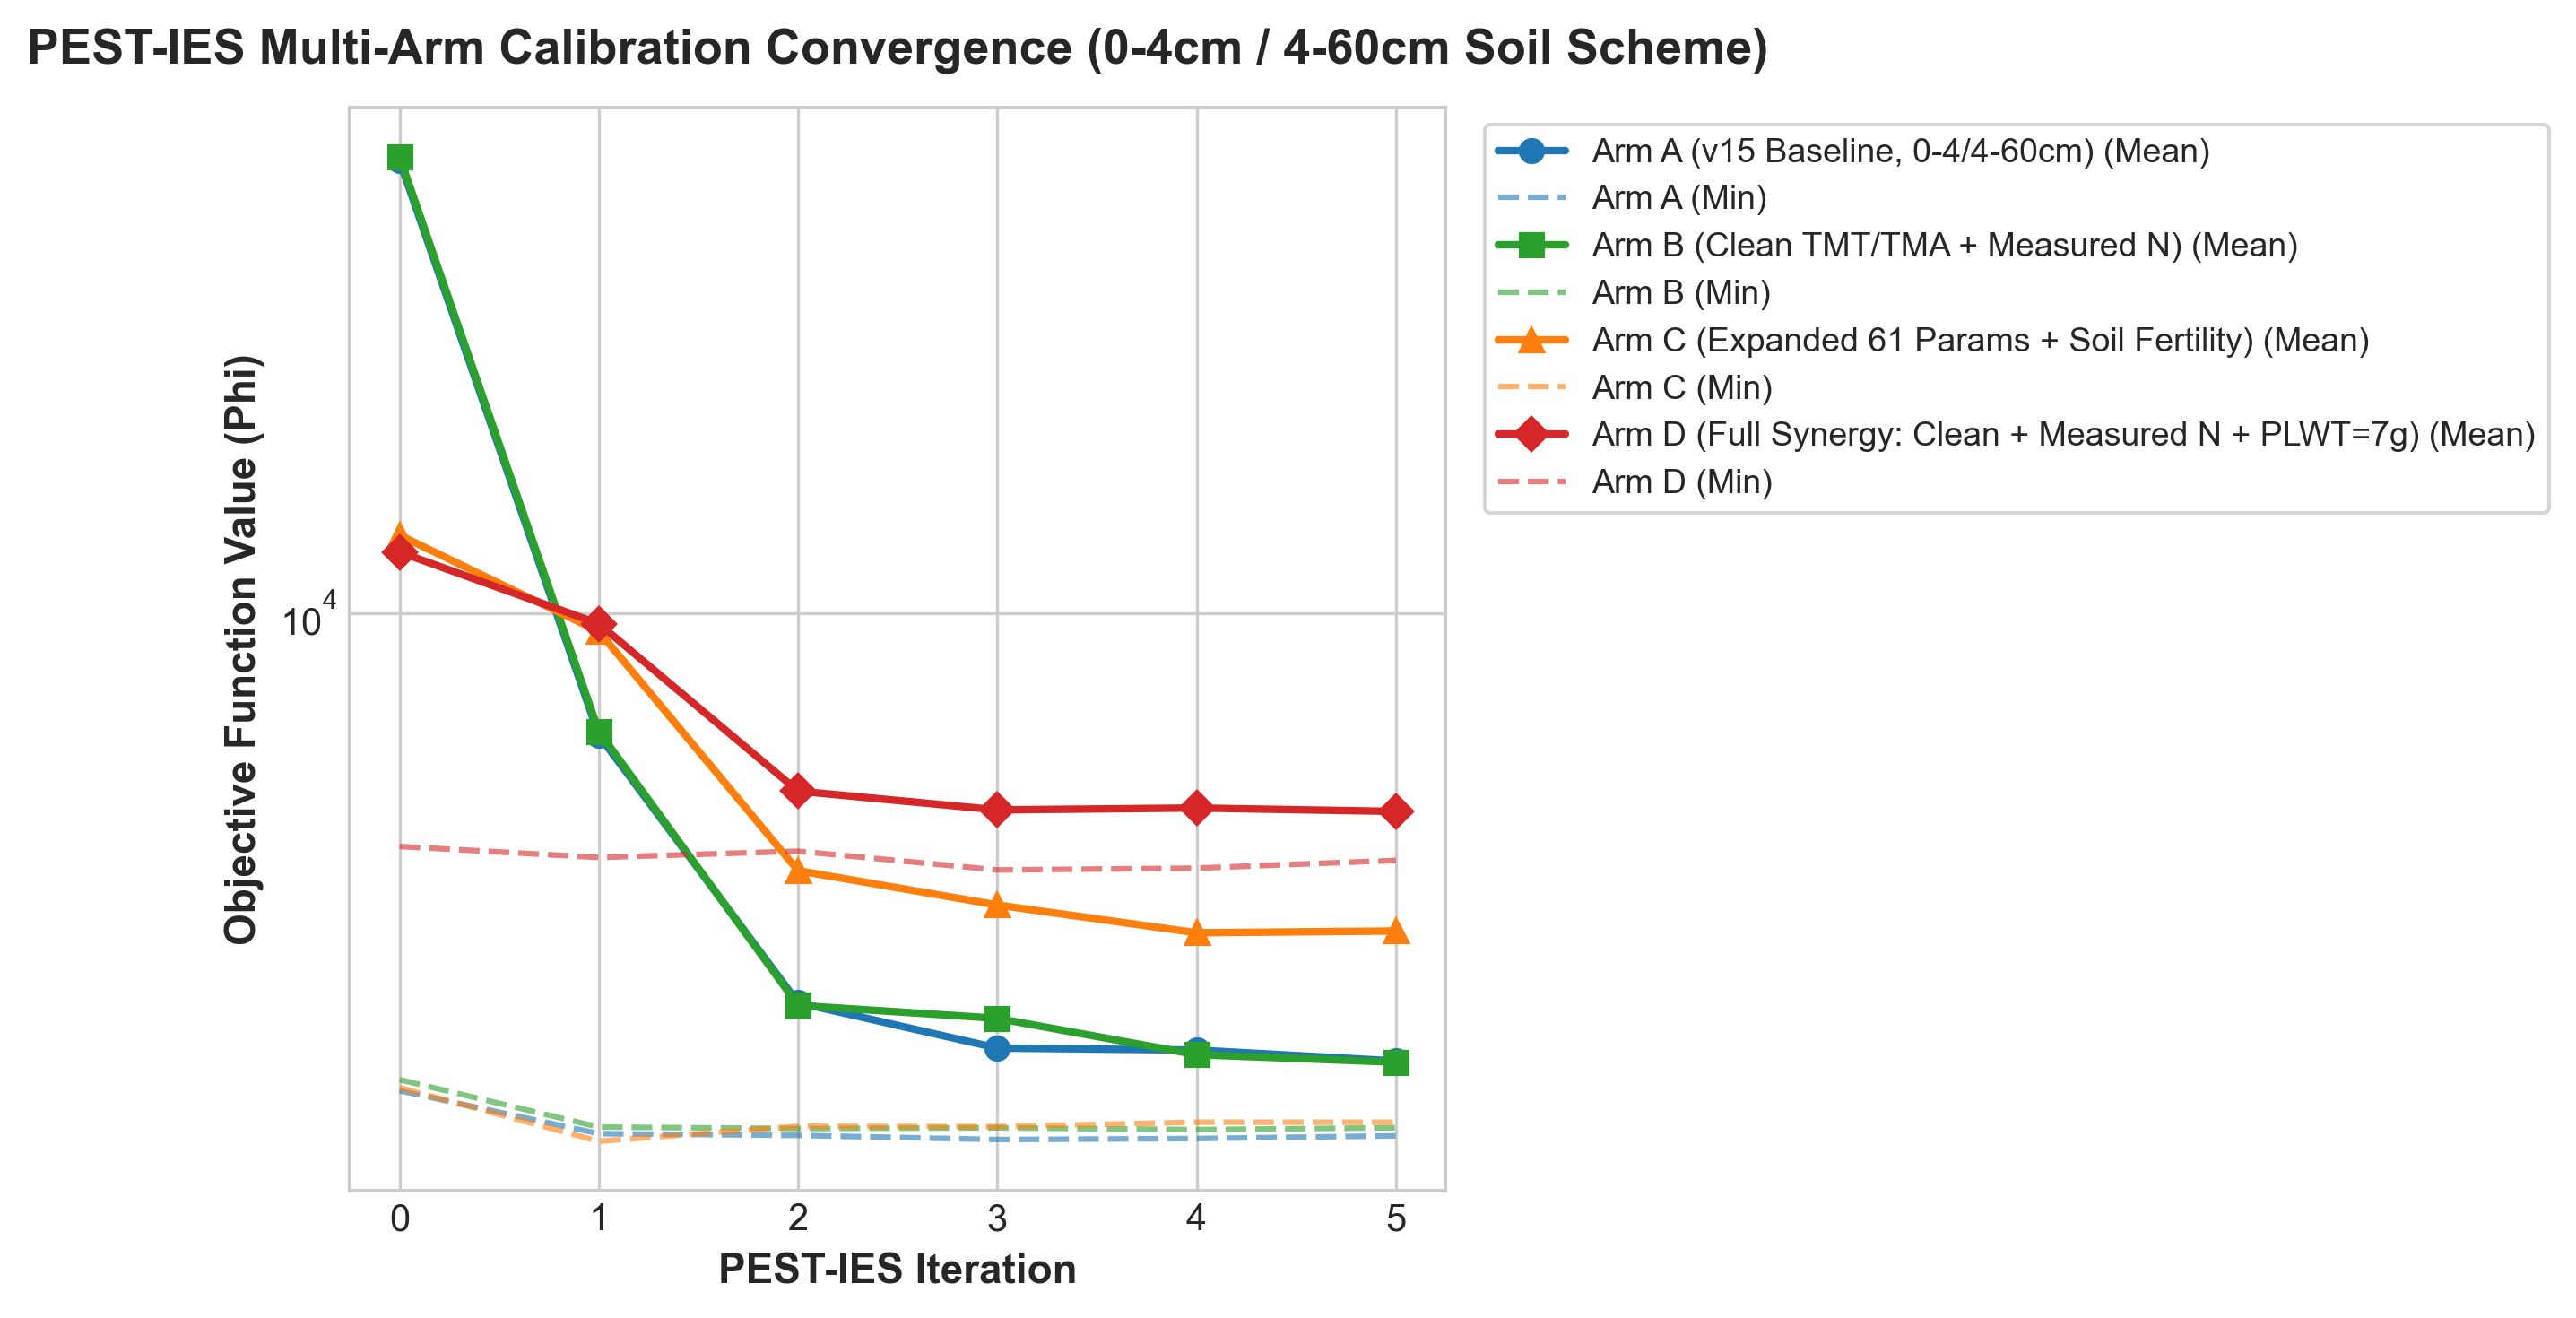 PEST-IES Multi-Arm Calibration Convergence (0-4cm / 4-60cm Soil Scheme)
Objective Function Value (Phi)
10⁴
0 1 2 3 4 5
PEST-IES Iteration
Arm A (v15 Baseline, 0-4/4-60cm) (Mean)
Arm A (Min)
Arm B (Clean TMT/TMA + Measured N) (Mean)
Arm B (Min)
Arm C (Expanded 61 Params + Soil Fertility) (Mean)
Arm C (Min)
Arm D (Full Synergy: Clean + Measured N + PLWT=7g) (Mean)
Arm D (Min)